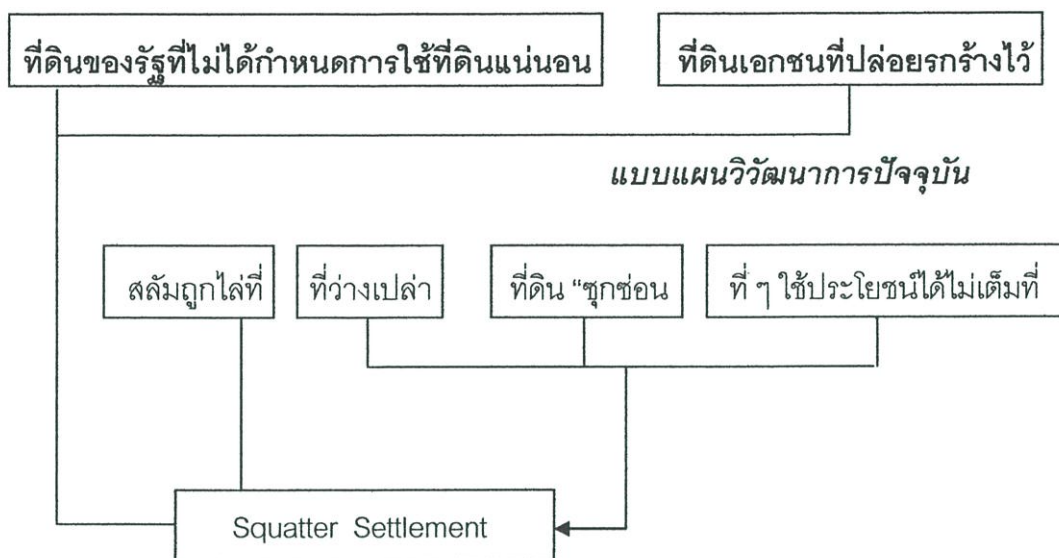 ที่ดินของรัฐที่ไม่ได้กำหนดการใช้ที่ดินแน่นอน
ที่ดินเอกชนที่ปล่อยรกร้างไว้
แบบแผนวิวัฒนาการปัจจุบัน
สลัมถูกไล่ที่
ที่ว่างเปล่า
ที่ดิน “ซุกซ่อน
ที่ ๆ ใช้ประโยชน์ได้ไม่เต็มที่
Squatter Settlement